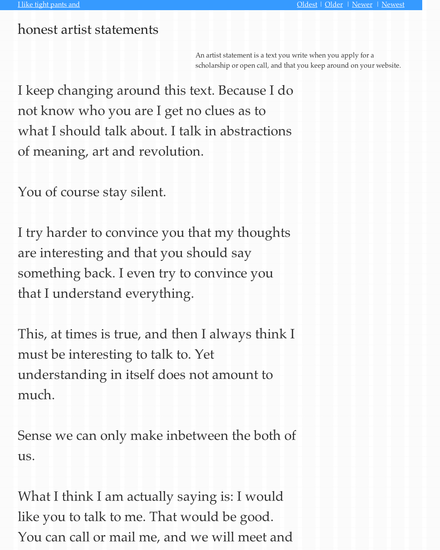 I like tight pants and
Oldest | Older | Newer | Newest
honest artist statements
An artist statement is a text you write when you apply for a
scholarship or open call, and that you keep around on your website.
I keep changing around this text. Because I do
not know who you are I get no clues as to
what I should talk about. I talk in abstractions
of meaning, art and revolution.
You of course stay silent.
I try harder to convince you that my thoughts
are interesting and that you should say
something back. I even try to convince you
that I understand everything.
This, at times is true, and then I always think I
must be interesting to talk to. Yet
understanding in itself does not amount to
much.
Sense we can only make inbetween the both of
us.
What I think I am actually saying is: I would
like you to talk to me. That would be good.
You can call or mail me, and we will meet and